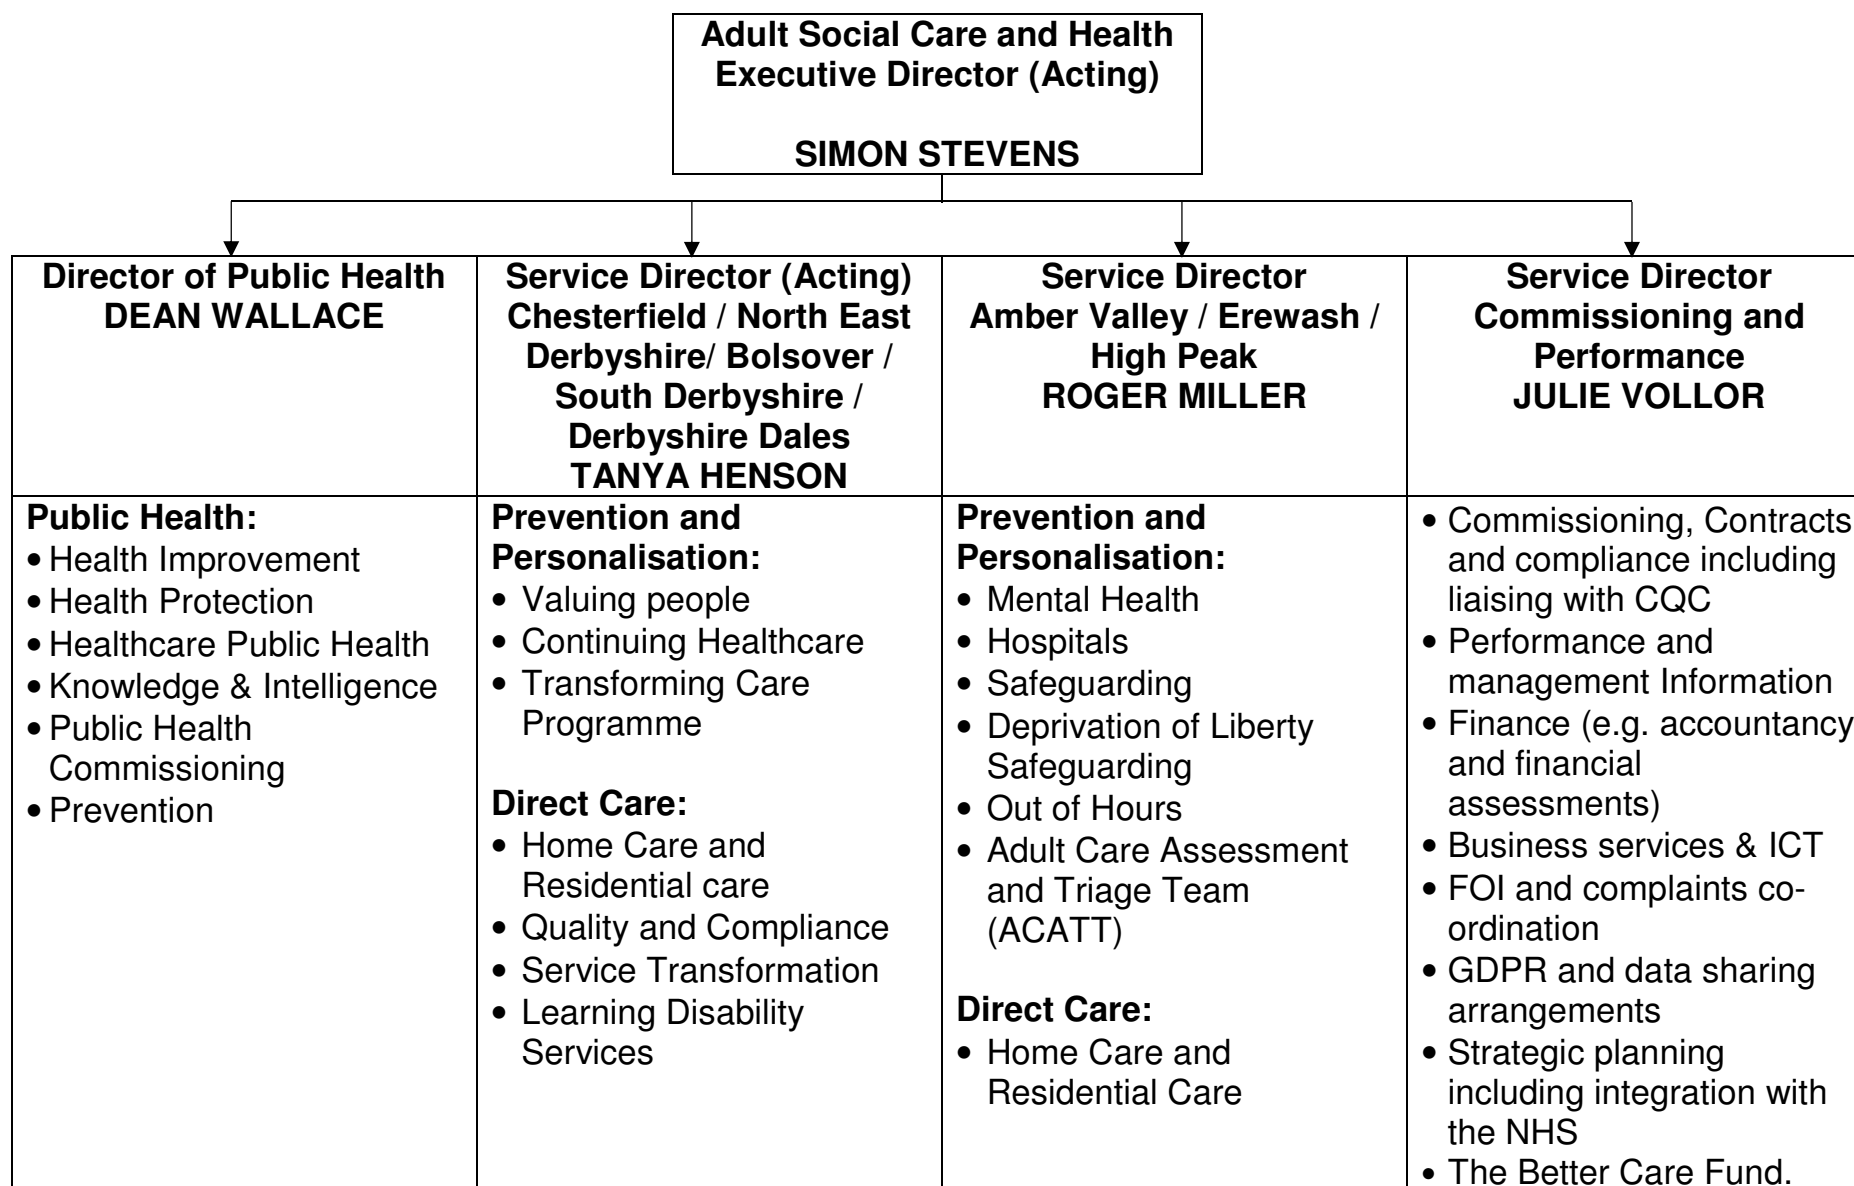 Adult Social Care and Health
Executive Director (Acting)
SIMON STEVENS
Director of Public Health
DEAN WALLACE
Service Director (Acting)
Chesterfield / North East
Derbyshire/ Bolsover /
South Derbyshire /
Derbyshire Dales
TANYA HENSON
Service Director
Amber Valley / Erewash /
High Peak
ROGER MILLER
Service Director
Commissioning and
Performance
JULIE VOLLOR
Public Health:
• Health Improvement
• Health Protection
• Healthcare Public Health
• Knowledge & Intelligence
• Public Health
Commissioning
• Prevention
Prevention and
Personalisation:
• Valuing people
• Continuing Healthcare
• Transforming Care
Programme
Direct Care:
• Home Care and
Residential care
• Quality and Compliance
• Service Transformation
• Learning Disability
Services
Prevention and
Personalisation:
• Mental Health
• Hospitals
• Safeguarding
• Deprivation of Liberty
Safeguarding
• Out of Hours
• Adult Care Assessment
and Triage Team
(ACATT)
Direct Care:
• Home Care and
Residential Care
• Commissioning, Contracts
and compliance including
liaising with CQC
• Performance and
management Information
• Finance (e.g. accountancy
and financial
assessments)
• Business services & ICT
• FOI and complaints co-
ordination
• GDPR and data sharing
arrangements
• Strategic planning
including integration with
the NHS
• The Better Care Fund.